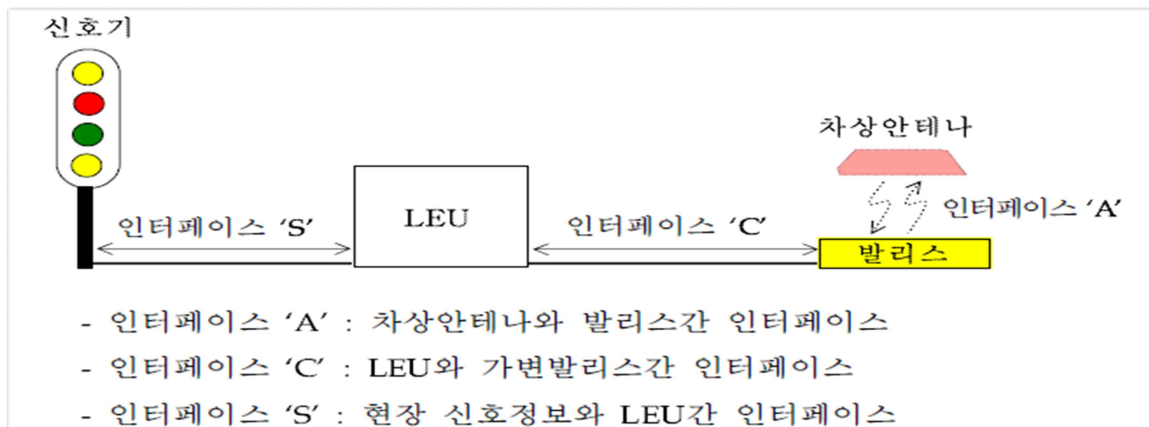 신호기
차상안테나
인터페이스 ‘S’
LEU
인터페이스 ‘C’
인터페이스 ‘A’
발리스
- 인터페이스 ‘A’ : 차상안테나와 발리스간 인터페이스
- 인터페이스 ‘C’ : LEU와 가변발리스간 인터페이스
- 인터페이스 ‘S’ : 현장 신호정보와 LEU간 인터페이스